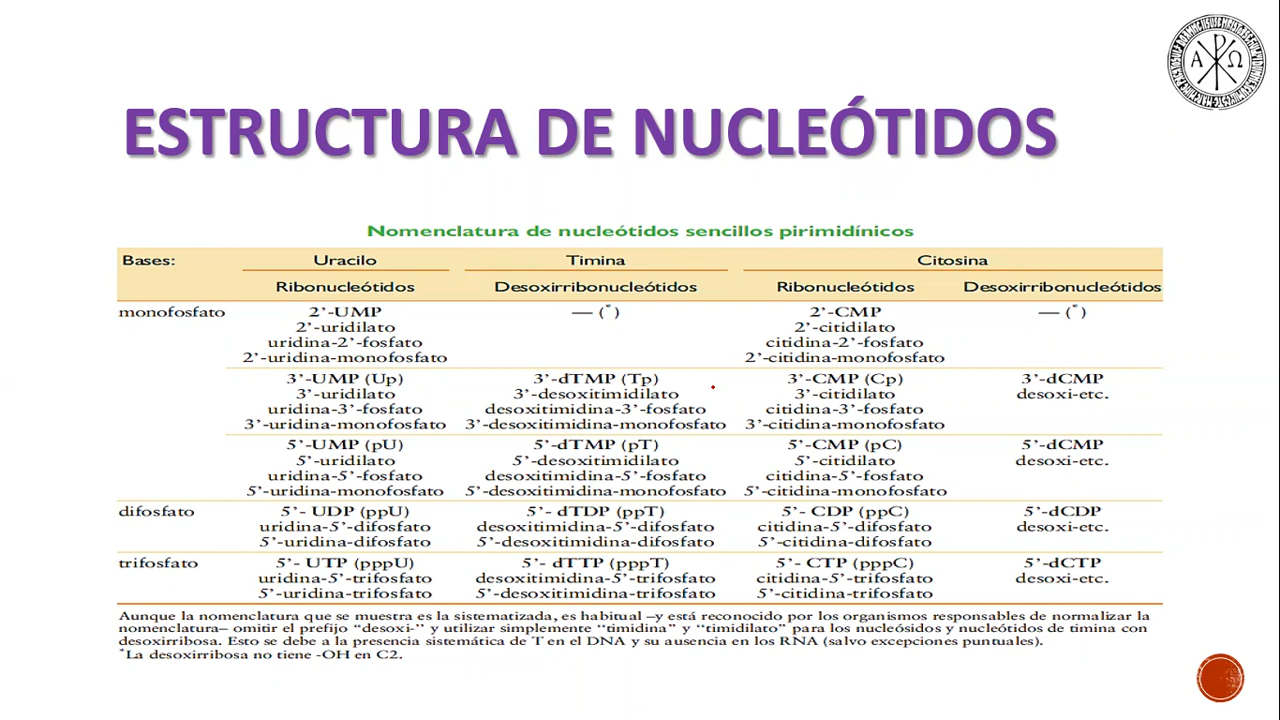 ESTRUCTURA DE NUCLEÓTIDOS
Nomenclatura de nucleótidos sencillos pirimidínicos
Bases: Uracilo Timina Citosina
Ribonucleótidos Desoxirribonucleótidos Ribonucleótidos Desoxirribonucleótidos
monofosfato 2’-UMP — (*) 2’-CMP — (*)
2’-uridilato 2’-citidilato
uridina-2’-fosfato citidina-2’-fosfato
2’-uridina-monofosfato 2’-citidina-monofosfato
3’-UMP (Up) 3’-dTMP (Tp) 3’-CMP (Cp) 3’-dCMP
3’-uridilato 3’-desoxitimidilato 3’-citidilato desoxi-etc.
uridina-3’-fosfato desoxitimidina-3’-fosfato citidina-3’-fosfato
3’-uridina-monofosfato 3’-desoxitimidina-monofosfato 3’-citidina-monofosfato
5’-UMP (pU) 5’-dTMP (pT) 5’-CMP (pC) 5’-dCMP
5’-uridilato 5’-desoxitimidilato 5’-citidilato desoxi-etc.
uridina-5’-fosfato desoxitimidina-5’-fosfato citidina-5’-fosfato
5’-uridina-monofosfato 5’-desoxitimidina-monofosfato 5’-citidina-monofosfato
difosfato 5’- UDP (ppU) 5’- dTDP (ppT) 5’- CDP (ppC) 5’-dCDP
uridina-5’-difosfato desoxitimidina-5’-difosfato citidina-5’-difosfato desoxi-etc.
5’-uridina-difosfato 5’-desoxitimidina-difosfato 5’-citidina-difosfato
trifosfato 5’- UTP (pppU) 5’- dTTP (pppT) 5’- CTP (pppC) 5’-dCTP
uridina-5’-trifosfato desoxitimidina-5’-trifosfato citidina-5’-trifosfato desoxi-etc.
5’-uridina-trifosfato 5’-desoxitimidina-trifosfato 5’-citidina-trifosfato
Aunque la nomenclatura que se muestra es la sistematizada, es habitual –y está reconocido por los organismos responsables de normalizar la
nomenclatura– omitir el prefijo “desoxi-” y utilizar simplemente “timidina” y “timidilato” para los nucleósidos y nucleótidos de timina con
desoxirribosa. Esto se debe a la presencia sistemática de T en el DNA y su ausencia en los RNA (salvo excepciones puntuales).
*La desoxirribosa no tiene -OH en C2.
Α Ω